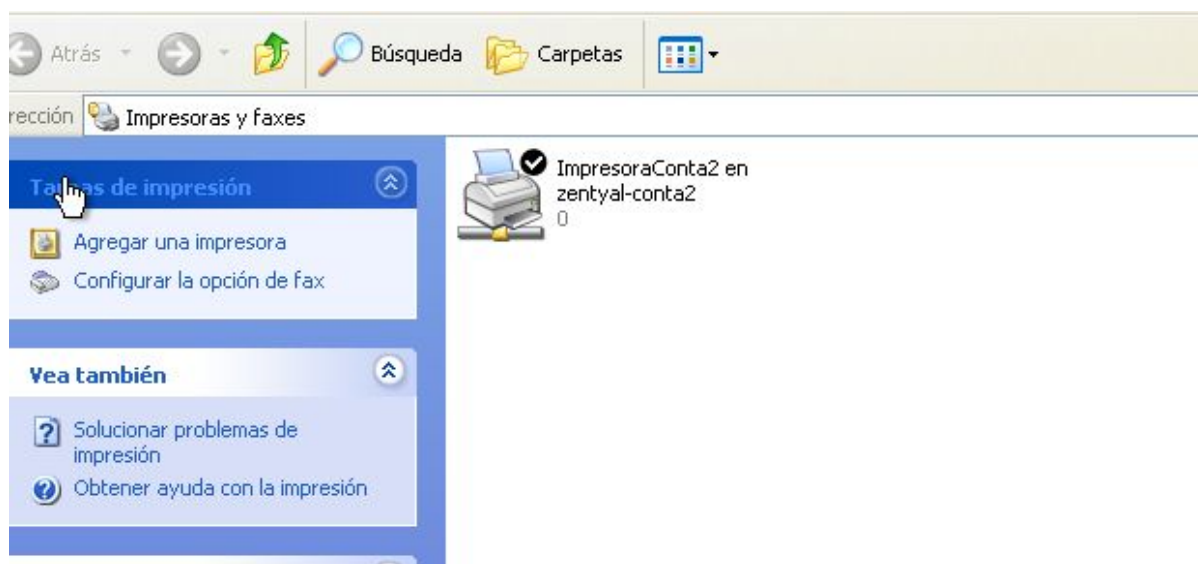 Atrás
Búsqueda
Carpetas
rección
Impresoras y faxes
Tareas de impresión
Agregar una impresora
Configurar la opción de fax
Vea también
Solucionar problemas de
impresión
Obtener ayuda con la impresión
ImpresoraConta2 en
zentyal-conta2
0